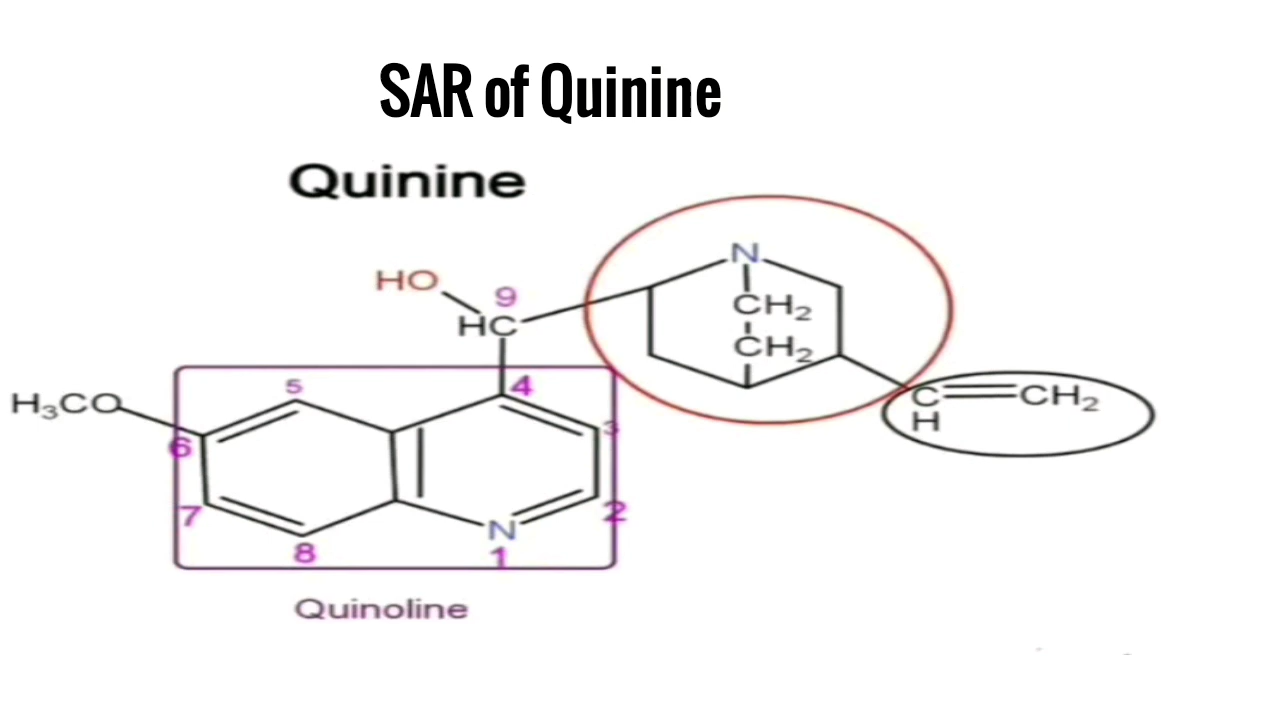 SAR of Quinine
Quinine
N
HO
9
HC
CH₂
CH₂
5
4
H₃CO
C
CH₂
H
3
6
7
2
N
8
1
Quinoline